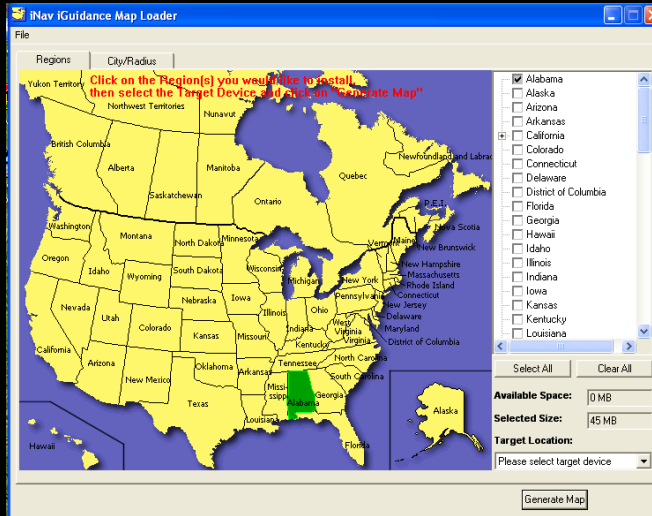 iNav iGuidance Map Loader
File
Regions
City/Radius
Click on the Region(s) you would like to install,
then select the Target Device and click on "Generate Map"
Yukon Territory
Northwest Territories
Nunavut
British Columbia
Alberta
Saskatchewan
Manitoba
Ontario
Quebec
Newfoundland and Labrac
P.E.I.
Nova Scotia
New Brunswick
Maine
Vermont
New Hampshire
Massachusetts
Rhode Island
Connecticut
New Jersey
Delaware
Maryland
District of Columbia
Washington
Montana
North Dakota
Minnesota
Oregon
Idaho
Wyoming
South Dakota
Wisconsin
Michigan
New York
Pennsylvania
Nevada
Utah
Colorado
Nebraska
Iowa
Illinois
Indiana
Ohio
West
Virginia
Virginia
Kansas
Missouri
Kentucky
California
Arizona
New Mexico
Oklahoma
Arkansas
Tennessee
North Carolina
South Carolina
Texas
Louisiana
Missi-
ssippi
Alabama
Georgia
Florida
Hawaii
Alaska
Alabama
Alaska
Arizona
Arkansas
California
Colorado
Connecticut
Delaware
District of Columbia
Florida
Georgia
Hawaii
Idaho
Illinois
Indiana
Iowa
Kansas
Kentucky
Louisiana
Select All
Clear All
Available Space:
0 MB
Selected Size:
45 MB
Target Location:
Please select target device
Generate Map